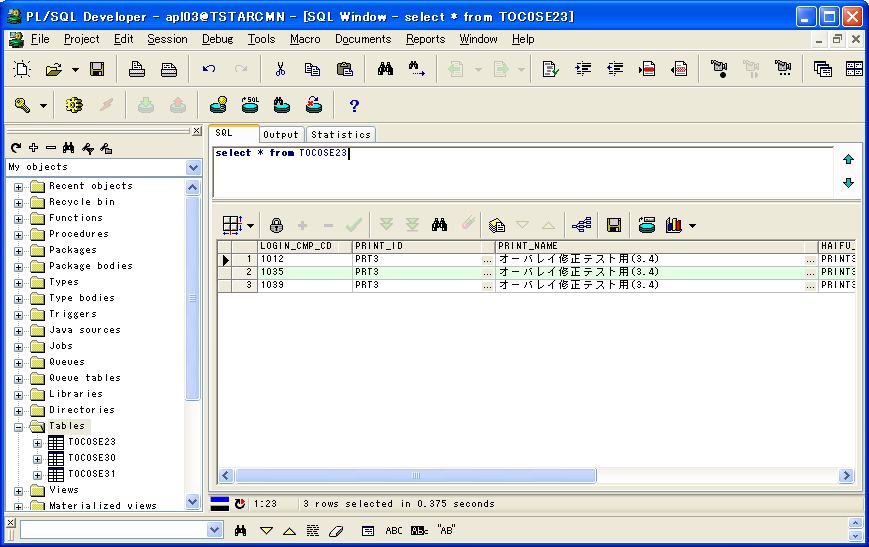 PL/SQL Developer - apl03@TSTARCMN - [SQL Window - select * from TOCOSE23]
File Project Edit Session Debug Tools Macro Documents Reports Window Help
SQL Output Statistics
select * from TOCOSE23
My objects
Recent objects
Recycle bin
Functions
Procedures
Packages
Package bodies
Types
Type bodies
Triggers
Java sources
Jobs
Queues
Queue tables
Libraries
Directories
Tables
TOCOSE23
TOCOSE30
TOCOSE31
Views
Materialized views
LOGIN_CMP_CD PRINT_ID PRINT_NAME HAIFU_
1 1012 PRT3 ... オーバレイ修正テスト用(3.4) ... PRINT3
2 1035 PRT3 ... オーバレイ修正テスト用(3.4) ... PRINT3
3 1039 PRT3 ... オーバレイ修正テスト用(3.4) ... PRINT3
1:23 3 rows selected in 0.375 seconds
ABC "AB"